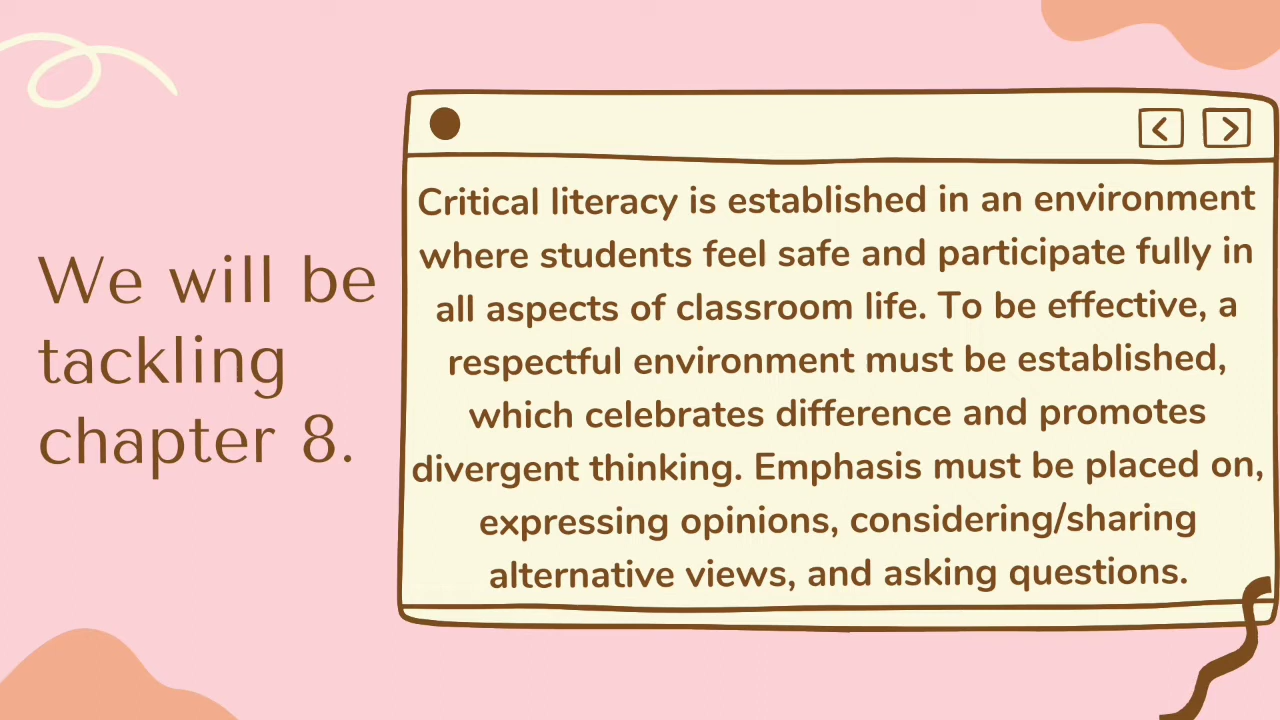 We will be
tackling
chapter 8.
Critical literacy is established in an environment
where students feel safe and participate fully in
all aspects of classroom life. To be effective, a
respectful environment must be established,
which celebrates difference and promotes
divergent thinking. Emphasis must be placed on,
expressing opinions, considering/sharing
alternative views, and asking questions.